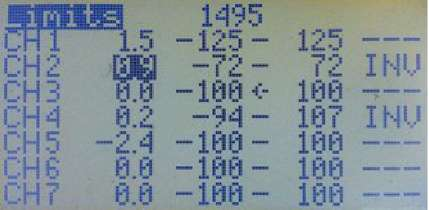 Limits 1495
CH1 1.5 -125- 125 ---
CH2 0.9 -72- 72 INV
CH3 0.0 -100< 100 ---
CH4 0.2 -94- 107 INV
CH5 -2.4 -100- 100 ---
CH6 0.0 -100- 100 ---
CH7 0.0 -100- 100 ---